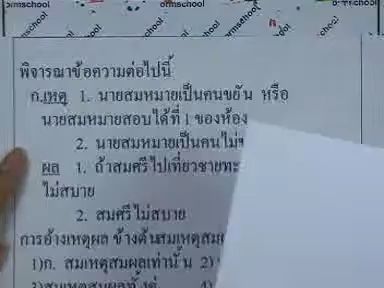 ormschool
ormschool
พิจารณาข้อความต่อไปนี้
ก.เหตุ 1. นายสมหมายเป็นคนขยัน หรือ
นายสมหมายสอบได้ที่ 1 ของห้อง
2. นายสมหมายเป็นคนไม่
ผล 1. ถ้าสมศรีไปเที่ยวชายทะ
ไม่สบาย
2. สมศรีไม่สบาย
การอ้างเหตุผล ข้างต้นสมเหตุสม
1)ก. สมเหตุสมผลเท่านั้น 2)